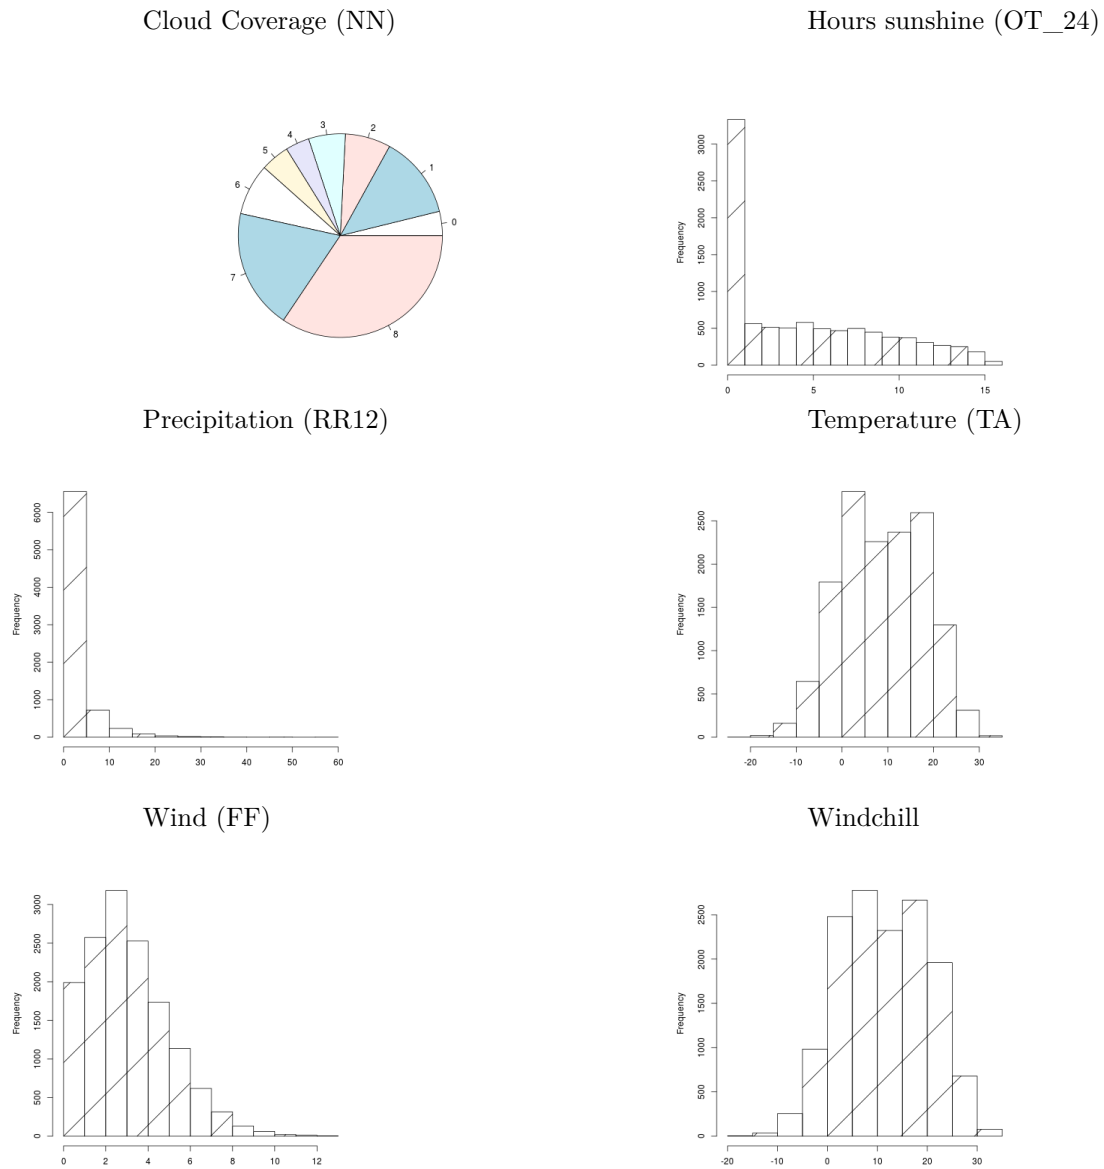 Cloud Coverage (NN)
0
1
2
3
4
5
6
7
8
Hours sunshine (OT_24)
Frequency
3000
2500
2000
1500
1000
500
0
0 5 10 15
Precipitation (RR12)
Frequency
6000
5000
4000
3000
2000
1000
0
0 10 20 30 40 50 60
Temperature (TA)
Frequency
2500
2000
1500
1000
500
0
-20 -10 0 10 20 30
Wind (FF)
Frequency
3000
2500
2000
1500
1000
500
0
0 2 4 6 8 10 12
Windchill
Frequency
2500
2000
1500
1000
500
0
-20 -10 0 10 20 30